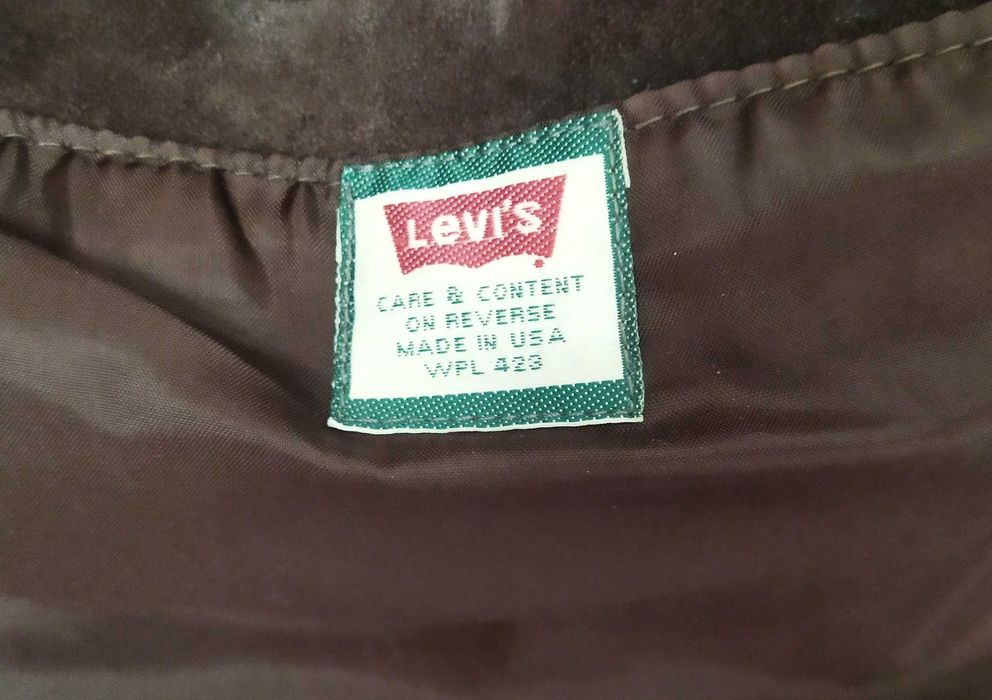 Levi's
CARE & CONTENT
ON REVERSE
MADE IN USA
WPL 423